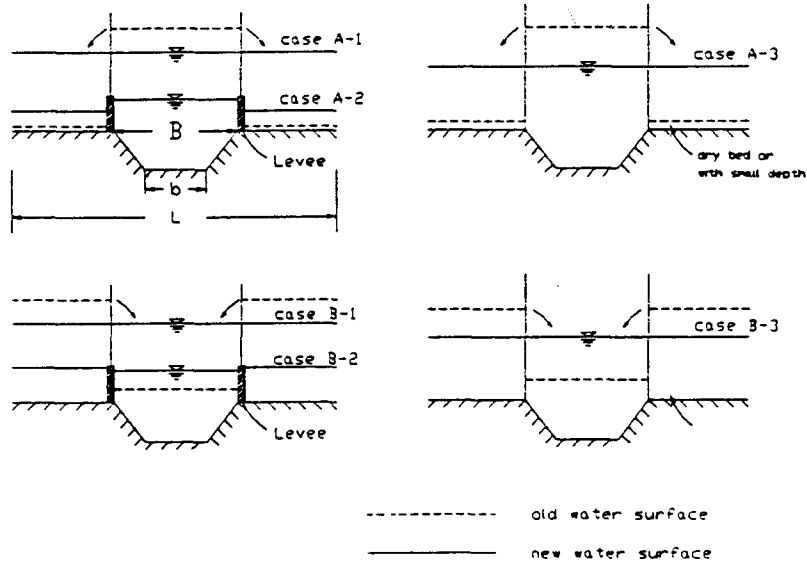 case A-1
case A-2
B
Levee
b
L
case A-3
dry bed or
with small depth
case B-1
case B-2
Levee
case B-3
old water surface
new water surface